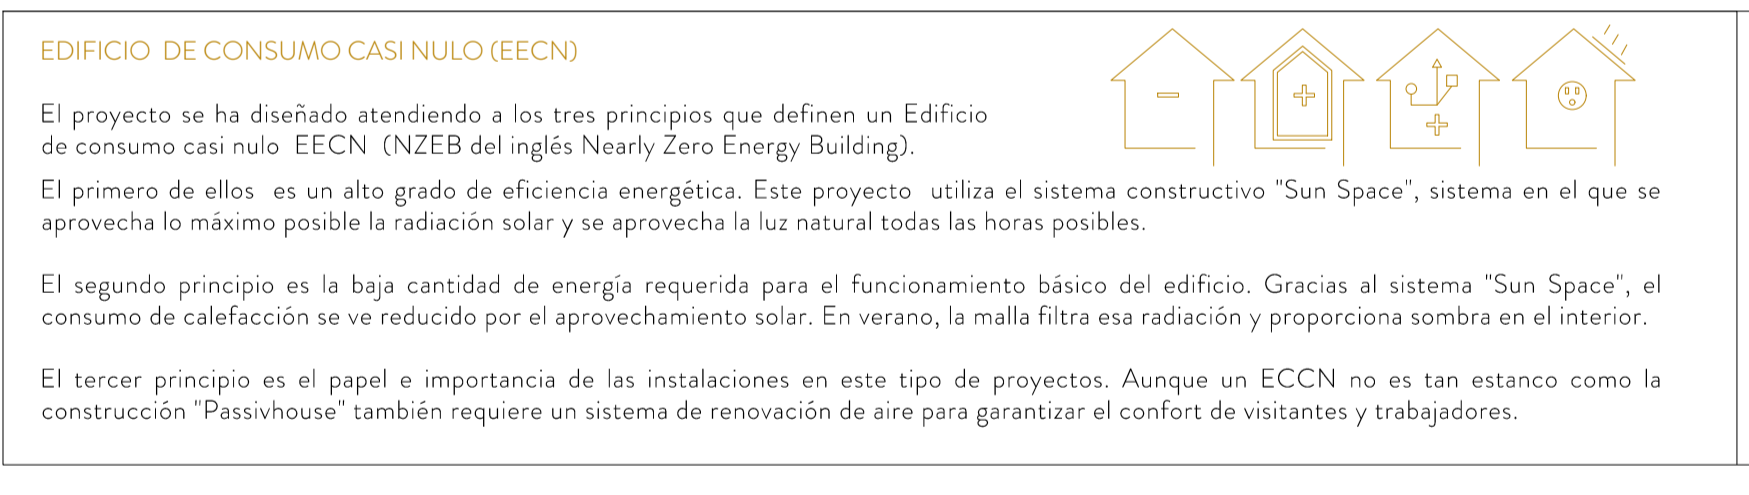 EDIFICIO DE CONSUMO CASI NULO (EECN)
El proyecto se ha diseñado atendiendo a los tres principios que definen un Edificio
de consumo casi nulo EECN (NZEB del inglés Nearly Zero Energy Building).
El primero de ellos es un alto grado de eficiencia energética. Este proyecto utiliza el sistema constructivo "Sun Space", sistema en el que se
aprovecha lo máximo posible la radiación solar y se aprovecha la luz natural todas las horas posibles.
El segundo principio es la baja cantidad de energía requerida para el funcionamiento básico del edificio. Gracias al sistema "Sun Space", el
consumo de calefacción se ve reducido por el aprovechamiento solar. En verano, la malla filtra esa radiación y proporciona sombra en el interior.
El tercer principio es el papel e importancia de las instalaciones en este tipo de proyectos. Aunque un ECCN no es tan estanco como la
construcción "Passivhouse" también requiere un sistema de renovación de aire para garantizar el confort de visitantes y trabajadores.